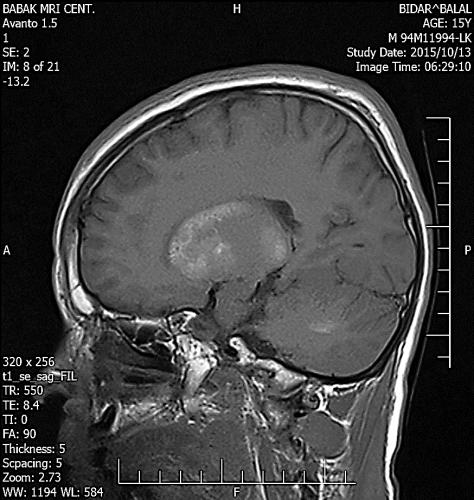 BABAK MRI CENT.
Avanto 1.5
1
SE: 2
IM: 8 of 21
-13.2
H
BIDAR^BALAL
AGE: 15Y
M 94M11994-LK
Study Date: 2015/10/13
Image Time: 06:29:10
A
P
320 x 256
t1_se_sag_FIL
TR: 550
TE: 8.4
TI: 0
FA: 90
Thickness: 5
Scpacing: 5
Zoom: 2.73
WW: 1194 WL: 584
F